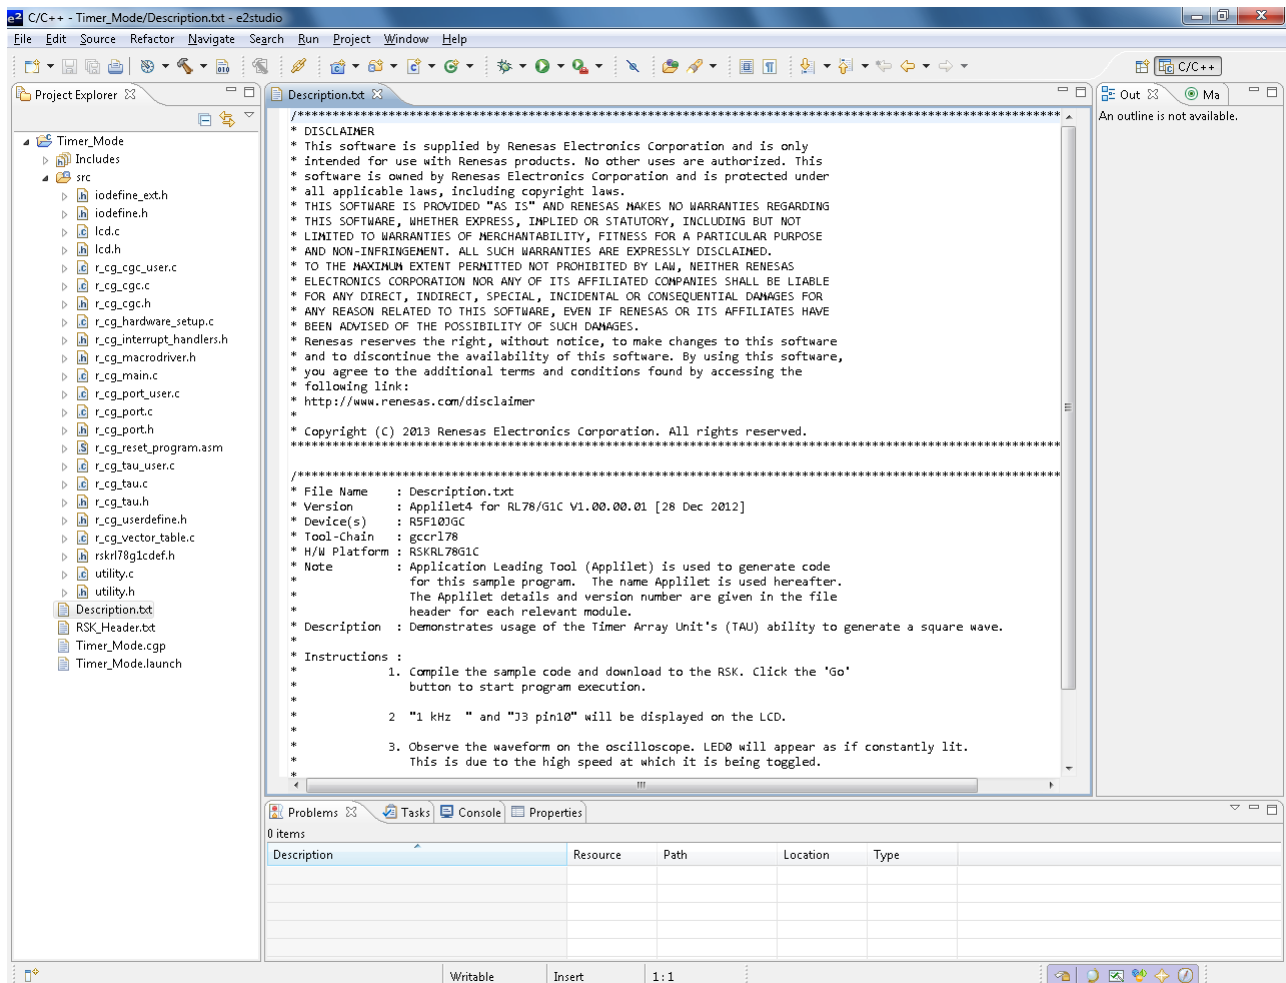 C/C++ - Timer_Mode/Description.txt - e2studio
File Edit Source Refactor Navigate Search Run Project Window Help
C/C++
Project Explorer
Timer_Mode
Includes
src
iodefine_ext.h
iodefine.h
lcd.c
lcd.h
r_cg_cgc_user.c
r_cg_cgc.c
r_cg_cgc.h
r_cg_hardware_setup.c
r_cg_interrupt_handlers.h
r_cg_macrodriver.h
r_cg_main.c
r_cg_port_user.c
r_cg_port.c
r_cg_port.h
r_cg_reset_program.asm
r_cg_tau_user.c
r_cg_tau.c
r_cg_tau.h
r_cg_userdefine.h
r_cg_vector_table.c
rskrl78g1cdef.h
utility.c
utility.h
Description.txt
RSK_Header.txt
Timer_Mode.cgp
Timer_Mode.launch
Description.txt
* DISCLAIMER
* This software is supplied by Renesas Electronics Corporation and is only
* intended for use with Renesas products. No other uses are authorized. This
* software is owned by Renesas Electronics Corporation and is protected under
* all applicable laws, including copyright laws.
* THIS SOFTWARE IS PROVIDED "AS IS" AND RENESAS MAKES NO WARRANTIES REGARDING
* THIS SOFTWARE, WHETHER EXPRESS, IMPLIED OR STATUTORY, INCLUDING BUT NOT
* LIMITED TO WARRANTIES OF MERCHANTABILITY, FITNESS FOR A PARTICULAR PURPOSE
* AND NON-INFRINGEMENT. ALL SUCH WARRANTIES ARE EXPRESSLY DISCLAIMED.
* TO THE MAXIMUM EXTENT PERMITTED NOT PROHIBITED BY LAW, NEITHER RENESAS
* ELECTRONICS CORPORATION NOR ANY OF ITS AFFILIATED COMPANIES SHALL BE LIABLE
* FOR ANY DIRECT, INDIRECT, SPECIAL, INCIDENTAL OR CONSEQUENTIAL DAMAGES FOR
* ANY REASON RELATED TO THIS SOFTWARE, EVEN IF RENESAS OR ITS AFFILIATES HAVE
* BEEN ADVISED OF THE POSSIBILITY OF SUCH DAMAGES.
* Renesas reserves the right, without notice, to make changes to this software
* and to discontinue the availability of this software. By using this software,
* you agree to the additional terms and conditions found by accessing the
* following link:
* http://www.renesas.com/disclaimer
*
* Copyright (C) 2013 Renesas Electronics Corporation. All rights reserved.
* File Name : Description.txt
* Version : Applilet4 for RL78/G1C V1.00.00.01 [28 Dec 2012]
* Device(s) : R5F10JGC
* Tool-Chain : gccrl78
* H/W Platform : RSKRL78G1C
* Note : Application Leading Tool (Applilet) is used to generate code
* for this sample program. The name Applilet is used hereafter.
* The Applilet details and version number are given in the file
* header for each relevant module.
* Description : Demonstrates usage of the Timer Array Unit's (TAU) ability to generate a square wave.
*
* Instructions :
* 1. Compile the sample code and download to the RSK. Click the 'Go'
* button to start program execution.
*
* 2 "1 kHz " and "J3 pin10" will be displayed on the LCD.
*
* 3. Observe the waveform on the oscilloscope. LED0 will appear as if constantly lit.
* This is due to the high speed at which it is being toggled.
*
Out Ma
An outline is not available.
Problems Tasks Console Properties
0 items
Description Resource Path Location Type
Writable Insert 1:1